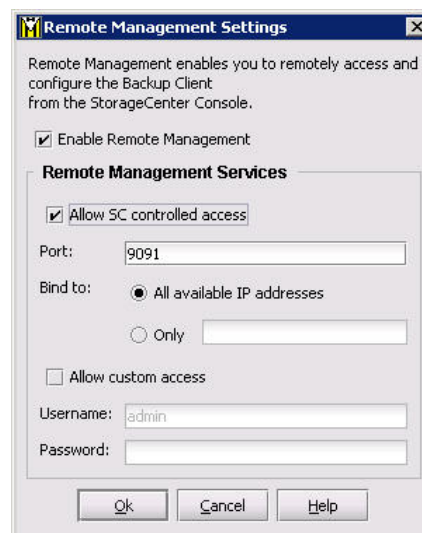 Remote Management Settings
Remote Management enables you to remotely access and
configure the Backup Client
from the StorageCenter Console.
Enable Remote Management
Remote Management Services
Allow SC controlled access
Port: 9091
Bind to: All available IP addresses
Only
Allow custom access
Username: admin
Password:
Ok Cancel Help